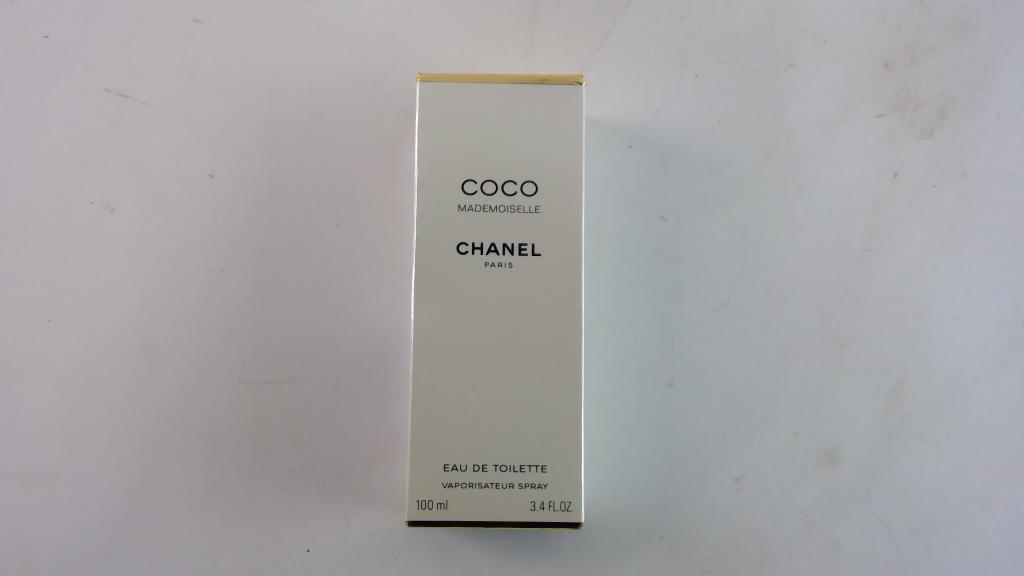 COCO
MADEMOISELLE
CHANEL
PARIS
EAU DE TOILETTE
VAPORISATEUR SPRAY
100 ml 3.4 FL.OZ.